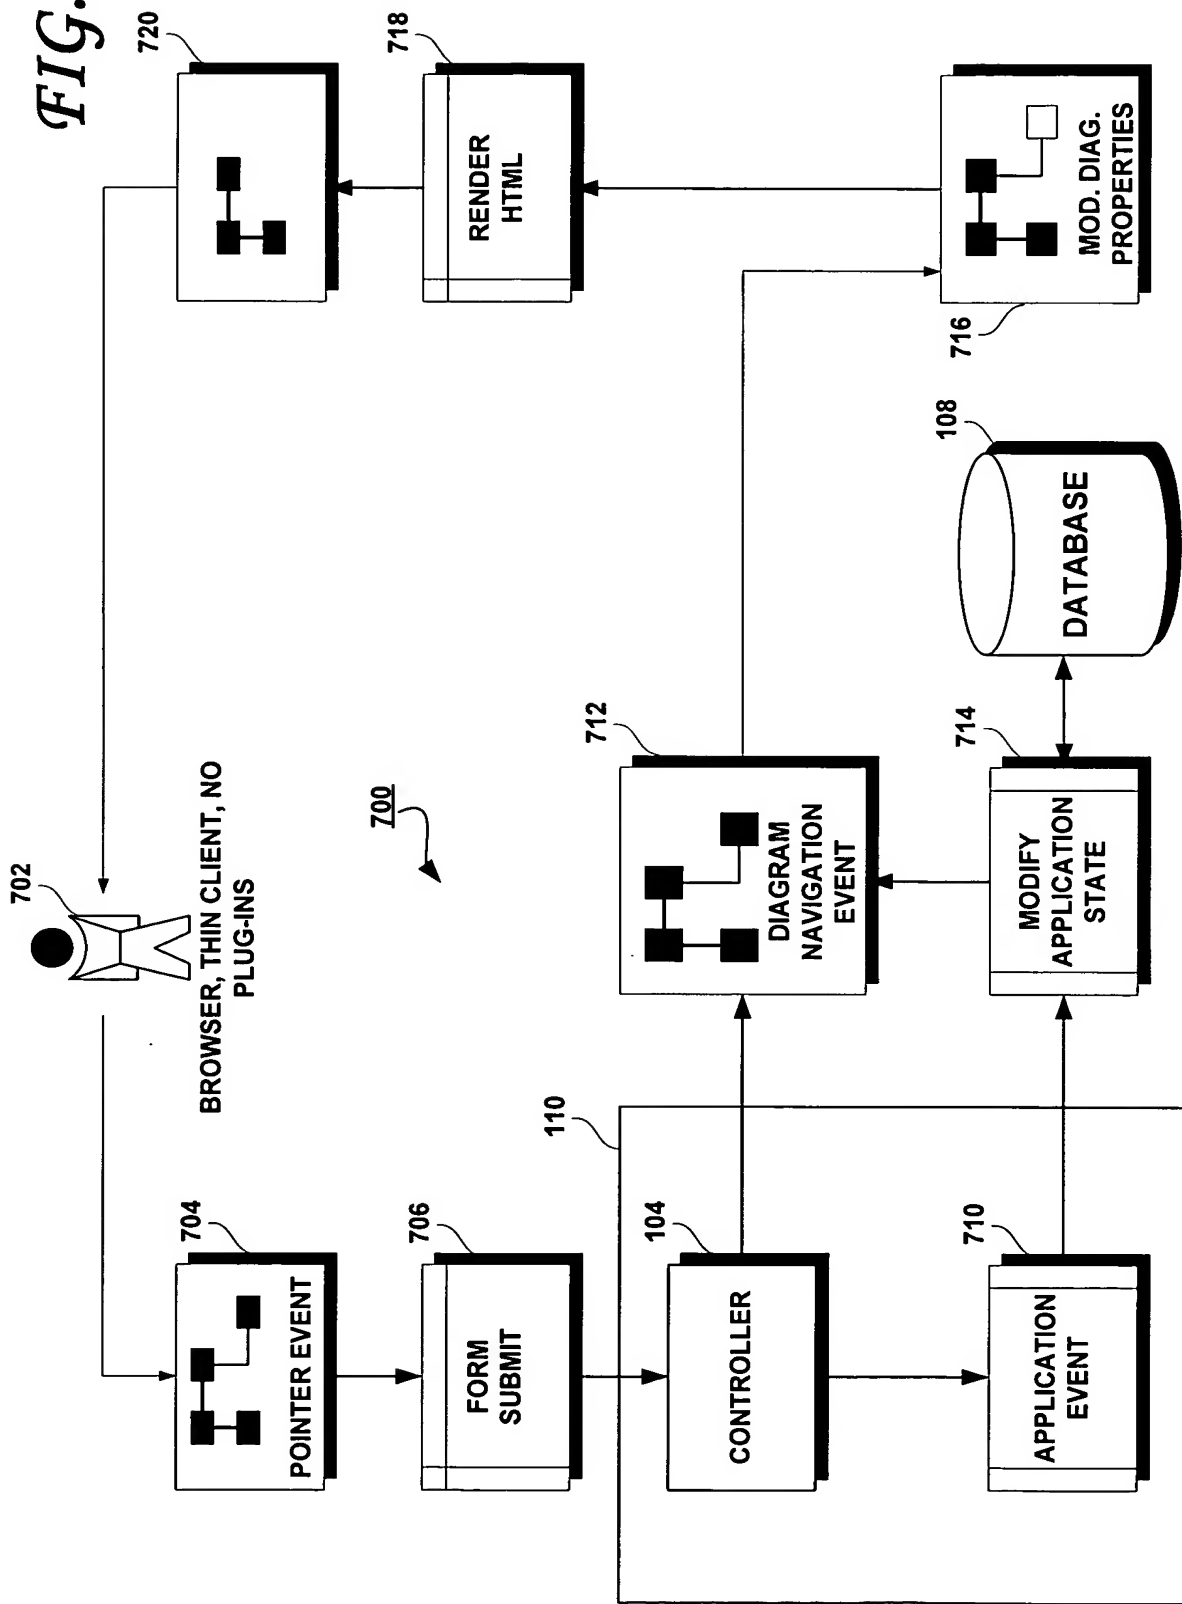 FIG.
702
BROWSER, THIN CLIENT, NO
PLUG-INS
704
POINTER EVENT
720
706
FORM
SUBMIT
700
718
RENDER
HTML
110
104
CONTROLLER
712
DIAGRAM
NAVIGATION
EVENT
710
APPLICATION
EVENT
714
MODIFY
APPLICATION
STATE
108
DATABASE
716
MOD. DIAG.
PROPERTIES